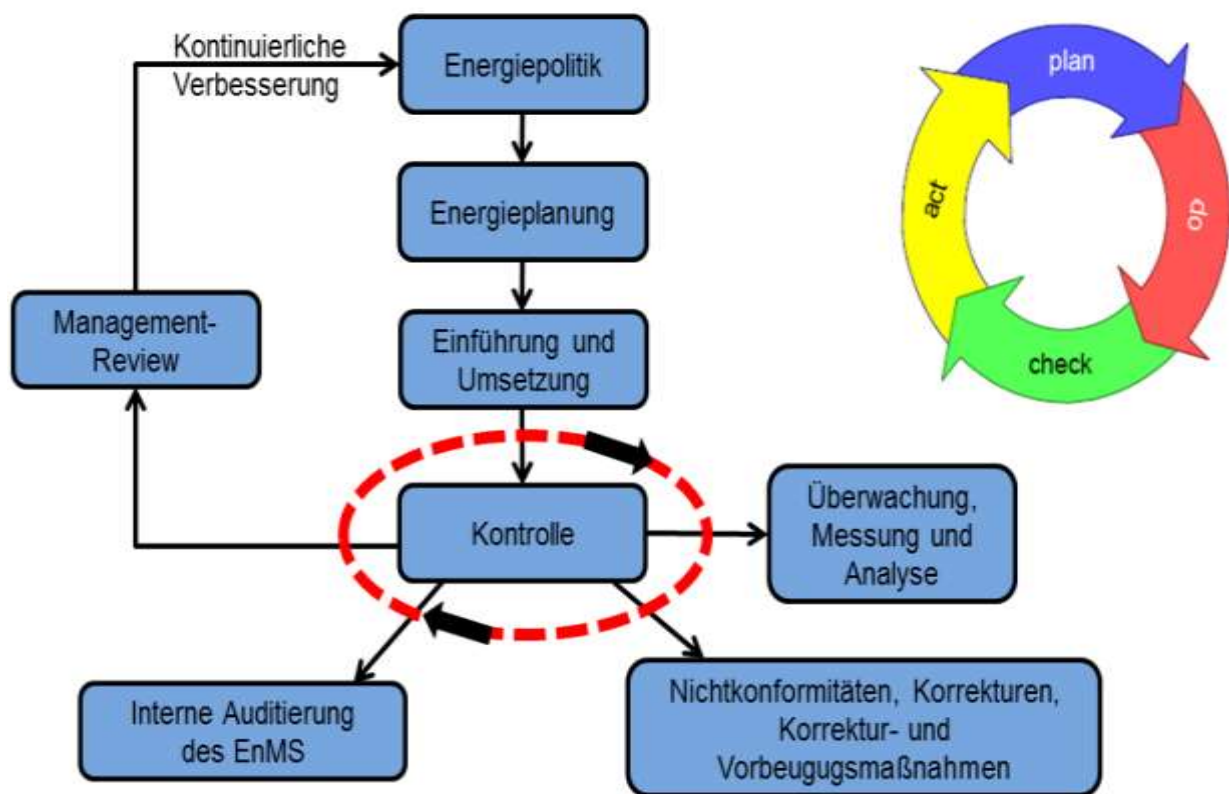 Kontinuierliche
Verbesserung
Energiepolitik
Energieplanung
Einführung und
Umsetzung
Management-
Review
Kontrolle
Überwachung,
Messung und
Analyse
Interne Auditierung
des EnMS
Nichtkonformitäten, Korrekturen,
Korrektur- und
Vorbeugugsmaßnahmen
plan
do
check
act